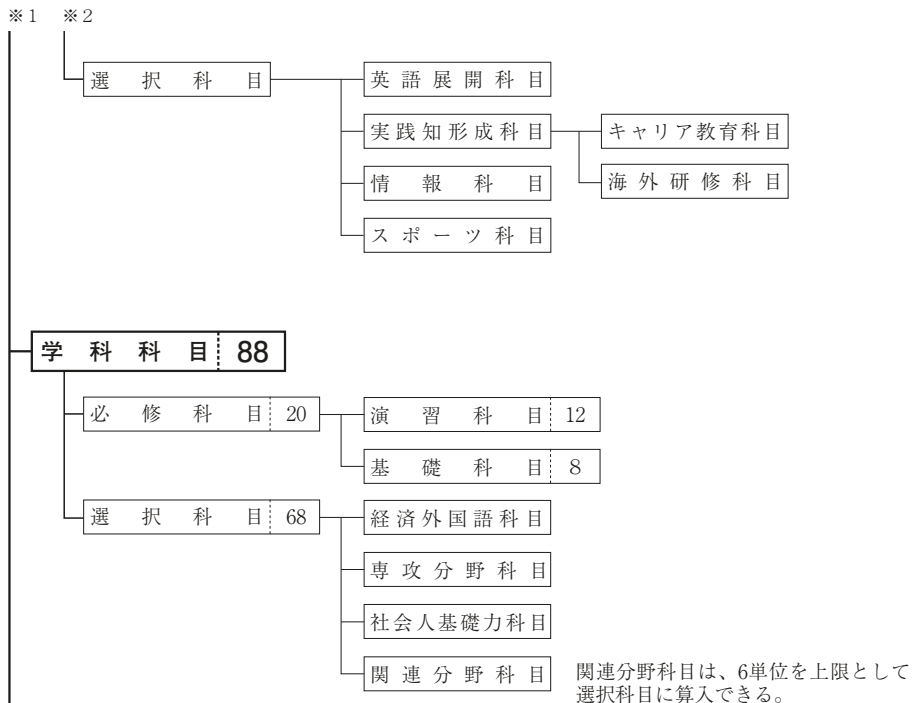 ※1 ※2
選択科目
英語展開科目
実践知形成科目
キャリア教育科目
海外研修科目
情報科目
スポーツ科目
学科科目 88
必修科目 20
演習科目 12
基礎科目 8
選択科目 68
経済外国語科目
専攻分野科目
社会人基礎力科目
関連分野科目
関連分野科目は、6単位を上限として
選択科目に算入できる。